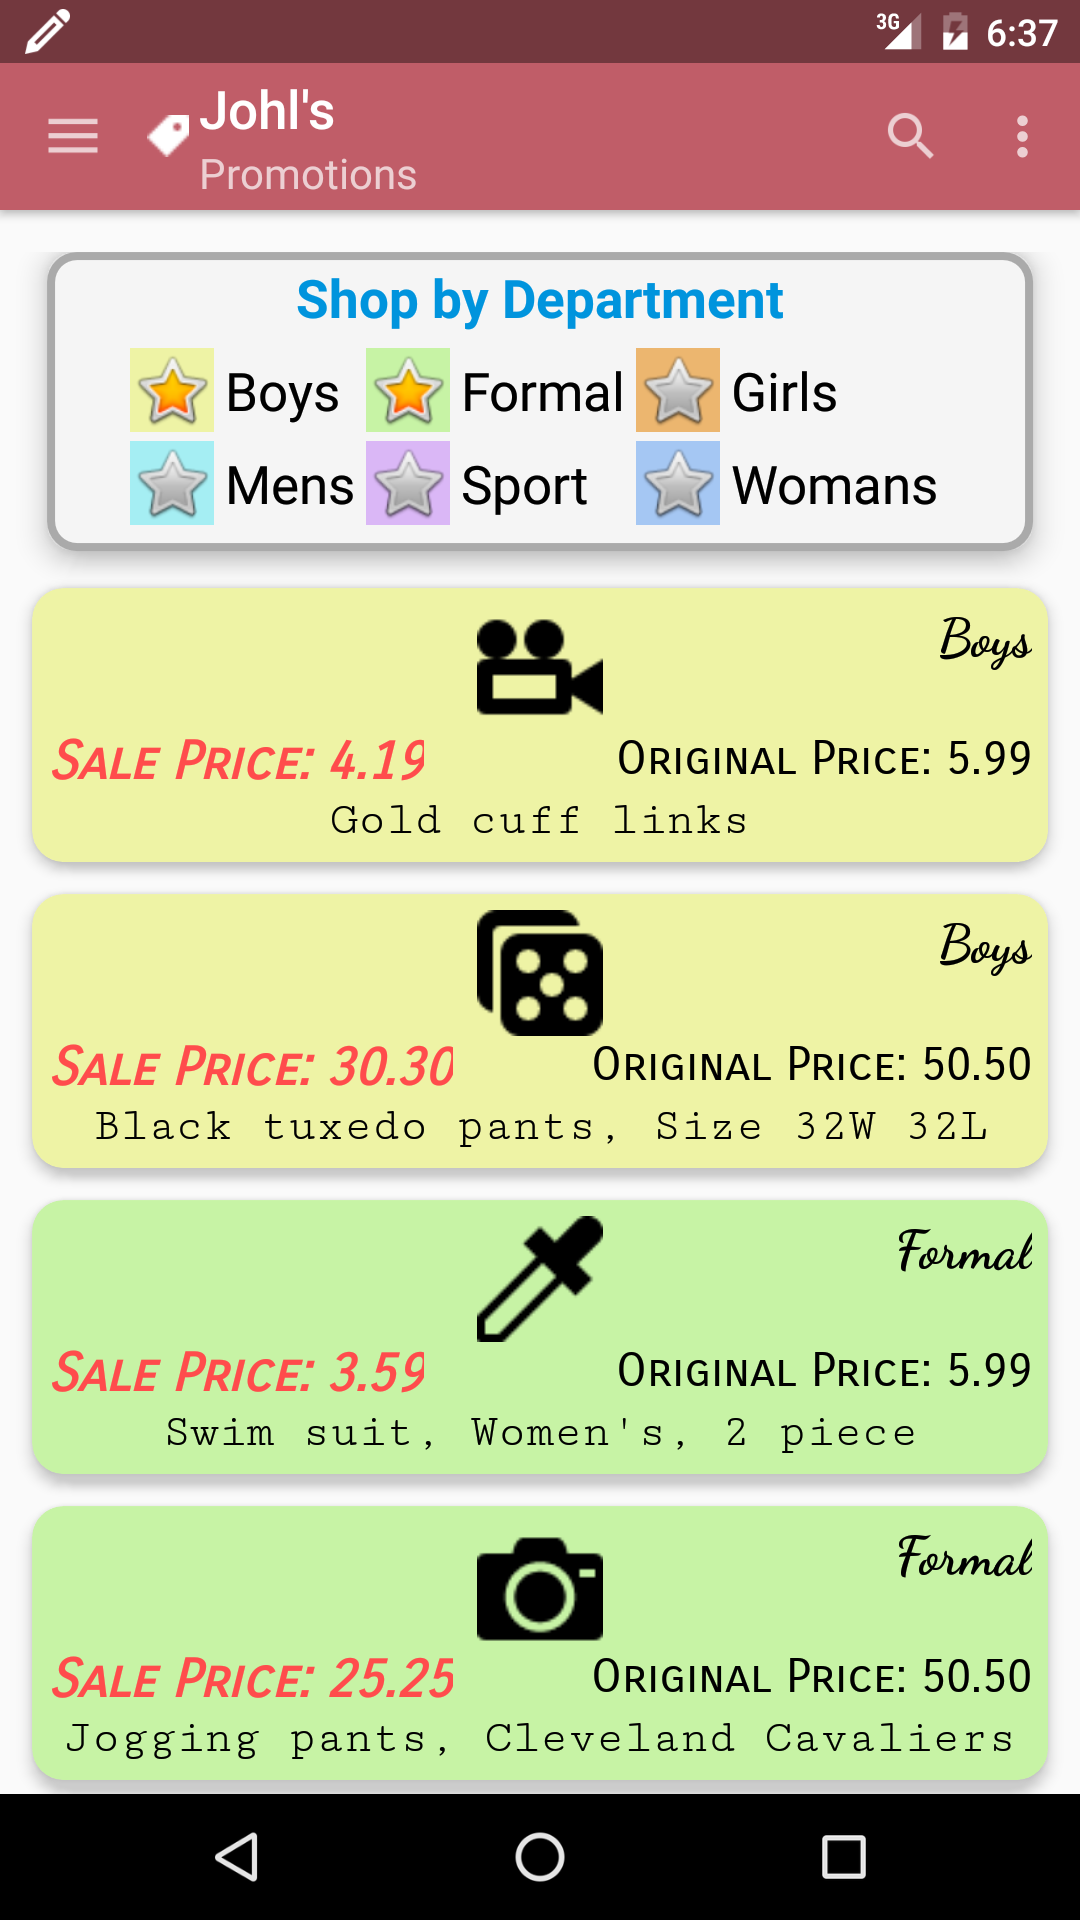 3G 6:37
Johl's
Promotions
Shop by Department
Boys Formal Girls
Mens Sport Womans
Boys
Sale Price: 4.19 Original Price: 5.99
Gold cuff links
Boys
Sale Price: 30.30 Original Price: 50.50
Black tuxedo pants, Size 32W 32L
Formal
Sale Price: 3.59 Original Price: 5.99
Swim suit, Women's, 2 piece
Formal
Sale Price: 25.25 Original Price: 50.50
Jogging pants, Cleveland Cavaliers